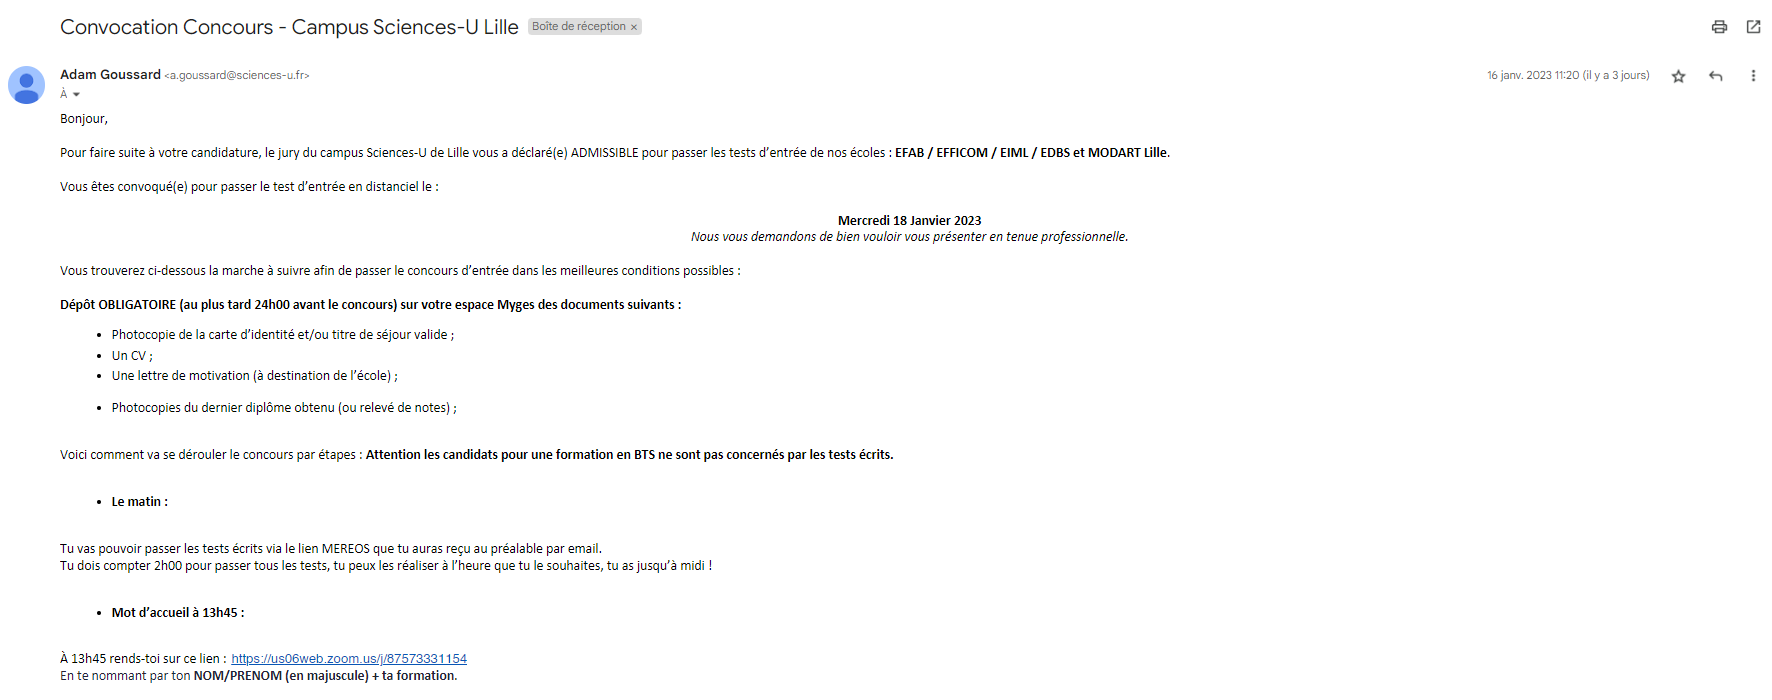 Convocation Concours - Campus Sciences-U Lille Boîte de réception ×
Adam Goussard <a.goussard@sciences-u.fr> 16 janv. 2023 11:20 (il y a 3 jours)
À
Bonjour,
Pour faire suite à votre candidature, le jury du campus Sciences-U de Lille vous a déclaré(e) ADMISSIBLE pour passer les tests d'entrée de nos écoles : EFAB / EFFICOM / EIML / EDBS et MODART Lille.
Vous êtes convoqué(e) pour passer le test d'entrée en distanciel le :
Mercredi 18 Janvier 2023
Nous vous demandons de bien vouloir vous présenter en tenue professionnelle.
Vous trouverez ci-dessous la marche à suivre afin de passer le concours d'entrée dans les meilleures conditions possibles :
Dépôt OBLIGATOIRE (au plus tard 24h00 avant le concours) sur votre espace Myges des documents suivants :
• Photocopie de la carte d'identité et/ou titre de séjour valide ;
• Un CV ;
• Une lettre de motivation (à destination de l'école) ;
• Photocopies du dernier diplôme obtenu (ou relevé de notes) ;
Voici comment va se dérouler le concours par étapes : Attention les candidats pour une formation en BTS ne sont pas concernés par les tests écrits.
• Le matin :
Tu vas pouvoir passer les tests écrits via le lien MEREOS que tu auras reçu au préalable par email.
Tu dois compter 2h00 pour passer tous les tests, tu peux les réaliser à l'heure que tu le souhaites, tu as jusqu'à midi !
• Mot d'accueil à 13h45 :
À 13h45 rends-toi sur ce lien : https://us06web.zoom.us/j/87573331154
En te nommant par ton NOM/PRENOM (en majuscule) + ta formation.